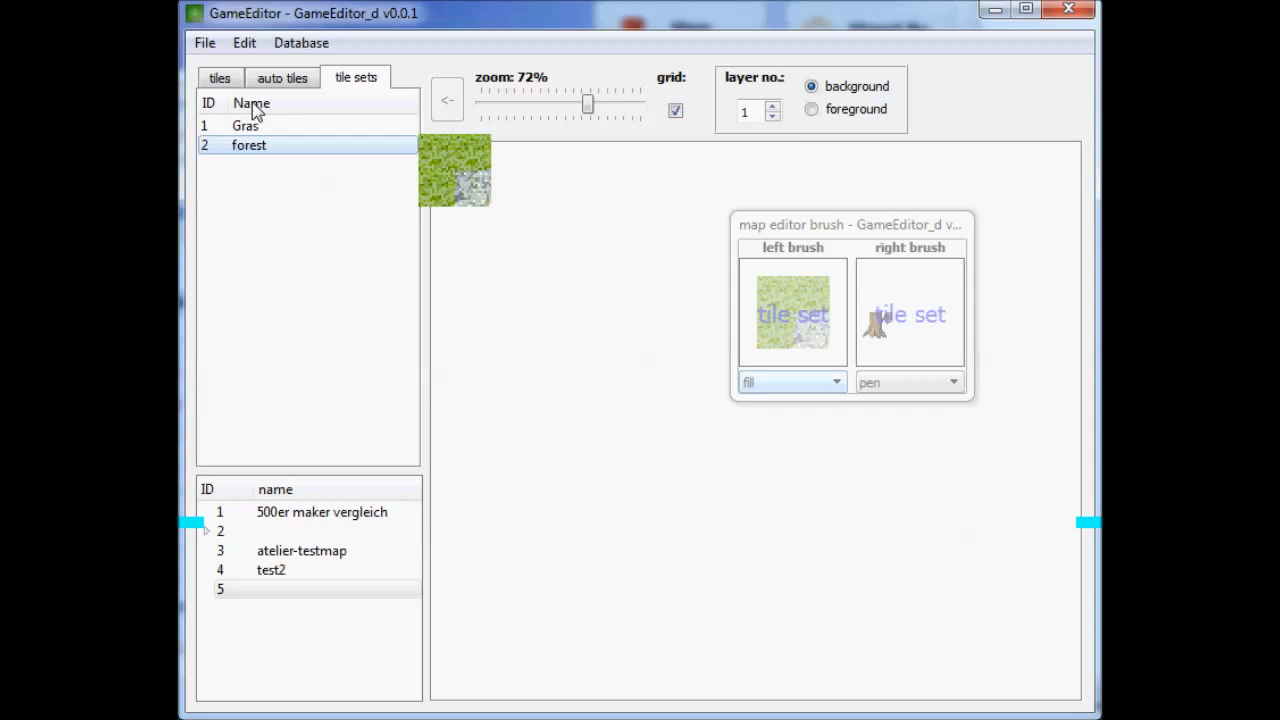 GameEditor - GameEditor_d v0.0.1
File Edit Database
tiles auto tiles tile sets
ID Name
1 Gras
2 forest
<-
zoom: 72%
grid:
layer no.:
1
background
foreground
map editor brush - GameEditor_d v...
left brush right brush
tile set tile set
fill pen
ID name
1 500er maker vergleich
2
3 atelier-testmap
4 test2
5